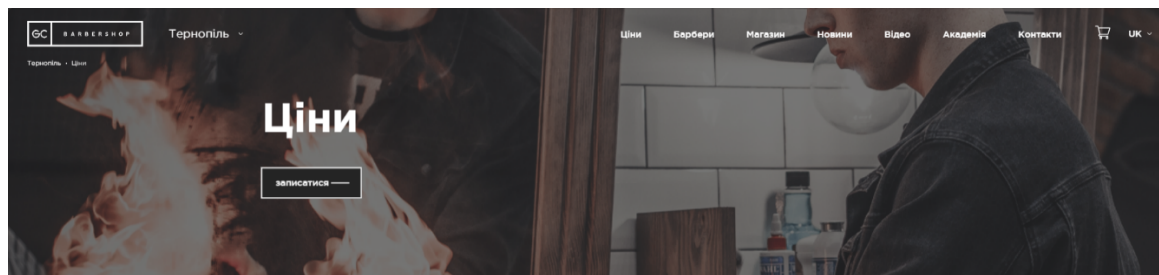 GC BARBERSHOP Тернопіль Ціни Барбери Магазин Новини Відео Академія Контакти UK
Тернопіль • Ціни
Ціни
записатися